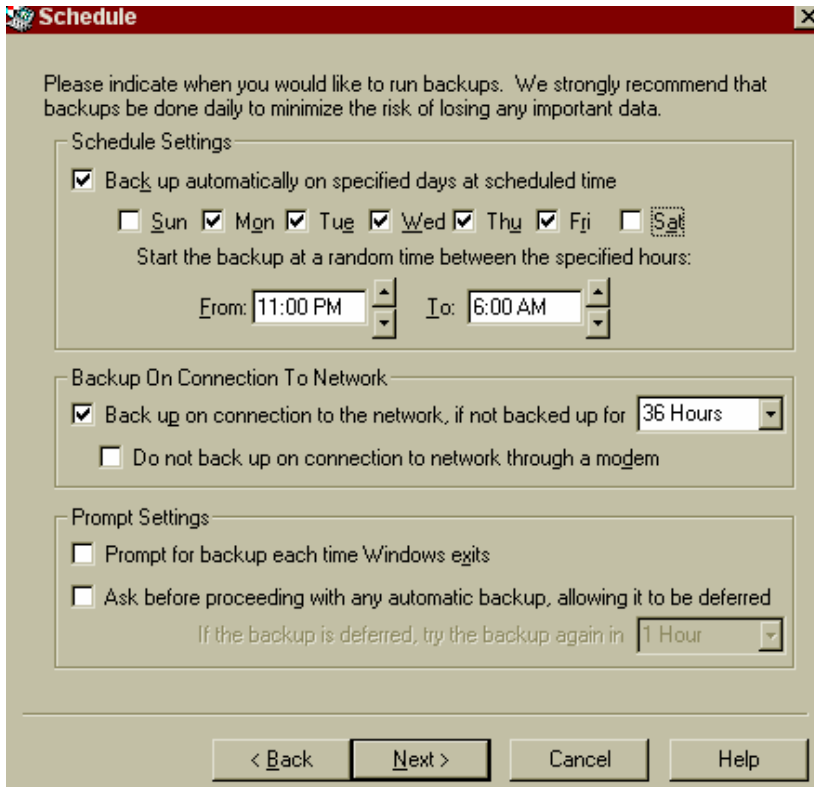 Schedule
Please indicate when you would like to run backups. We strongly recommend that
backups be done daily to minimize the risk of losing any important data.
Schedule Settings
Back up automatically on specified days at scheduled time
Sun Mon Tue Wed Thu Fri Sat
Start the backup at a random time between the specified hours:
From: 11:00 PM To: 6:00 AM
Backup On Connection To Network
Back up on connection to the network, if not backed up for 36 Hours
Do not back up on connection to network through a modem
Prompt Settings
Prompt for backup each time Windows exits
Ask before proceeding with any automatic backup, allowing it to be deferred
If the backup is deferred, try the backup again in 1 Hour
< Back Next > Cancel Help